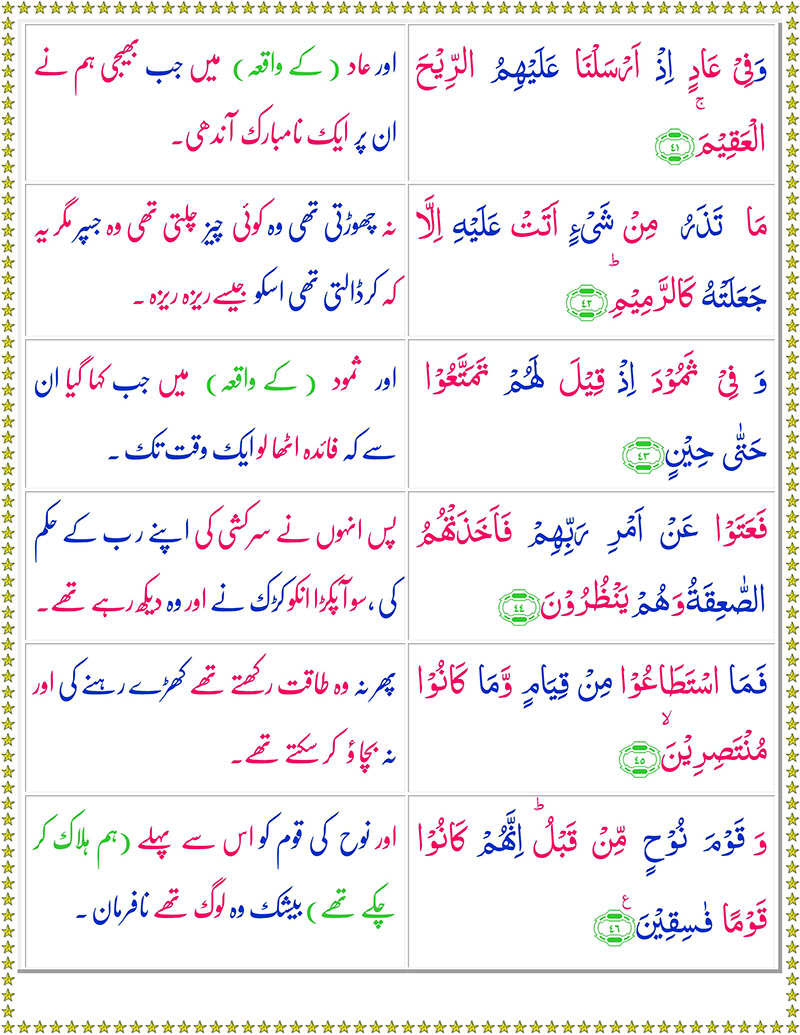 وَفِیْ عَادٍ اِذْ اَرْسَلْنَا عَلَیْهِمُ الرِّیْحَ
الْعَقِیْمَ ۚ ﴿٤١﴾
اور عاد (کے واقعہ) میں جب بھیجی ہم نے
ان پر ایک نامبارک آندھی۔
مَا تَذَرُ مِنْ شَیْءٍ اَتَتْ عَلَیْهِ اِلَّا
جَعَلَتْهُ كَالرَّمِیْمِ ؕ ﴿٤٢﴾
نہ چھوڑتی تھی وہ کوئی چیز چلتی تھی وہ جسپر مگر یہ
کہ کر ڈالتی تھی اسکو جیسے ریزہ ریزہ ۔
وَ فِیْ ثَمُوْدَ اِذْ قِیْلَ لَهُمْ تَمَتَّعُوْا
حَتّٰی حِیْنٍ ﴿٤٣﴾
اور ثمود (کے واقعہ) میں جب کہا گیا ان
سے کہ فائدہ اٹھا لو ایک وقت تک ۔
فَعَتَوْا عَنْ اَمْرِ رَبِّهِمْ فَاَخَذَتْهُمُ
الصّٰعِقَةُ وَهُمْ یَنْظُرُوْنَ ﴿٤٤﴾
پس انہوں نے سرکشی کی اپنے رب کے حکم
کی ،سو آپکڑا انکو کڑک نے اور وہ دیکھ رہے تھے ۔
فَمَا اسْتَطَاعُوْا مِنْ قِیَامٍ وَّمَا كَانُوْا
مُنْتَصِرِیْنَ ۙ ﴿٤٥﴾
پھر نہ وہ طاقت رکھتے تھے کھڑے رہنے کی اور
نہ بچاؤ کر سکتے تھے۔
وَ قَوْمَ نُوْحٍ مِّنْ قَبْلُ ؕ اِنَّهُمْ كَانُوْا
قَوْمًا فٰسِقِیْنَ ع ﴿٤٦﴾
اور نوح کی قوم کو اس سے پہلے (ہم ہلاک کر
چکے تھے) بیشک وہ لوگ تھے نافرمان ۔